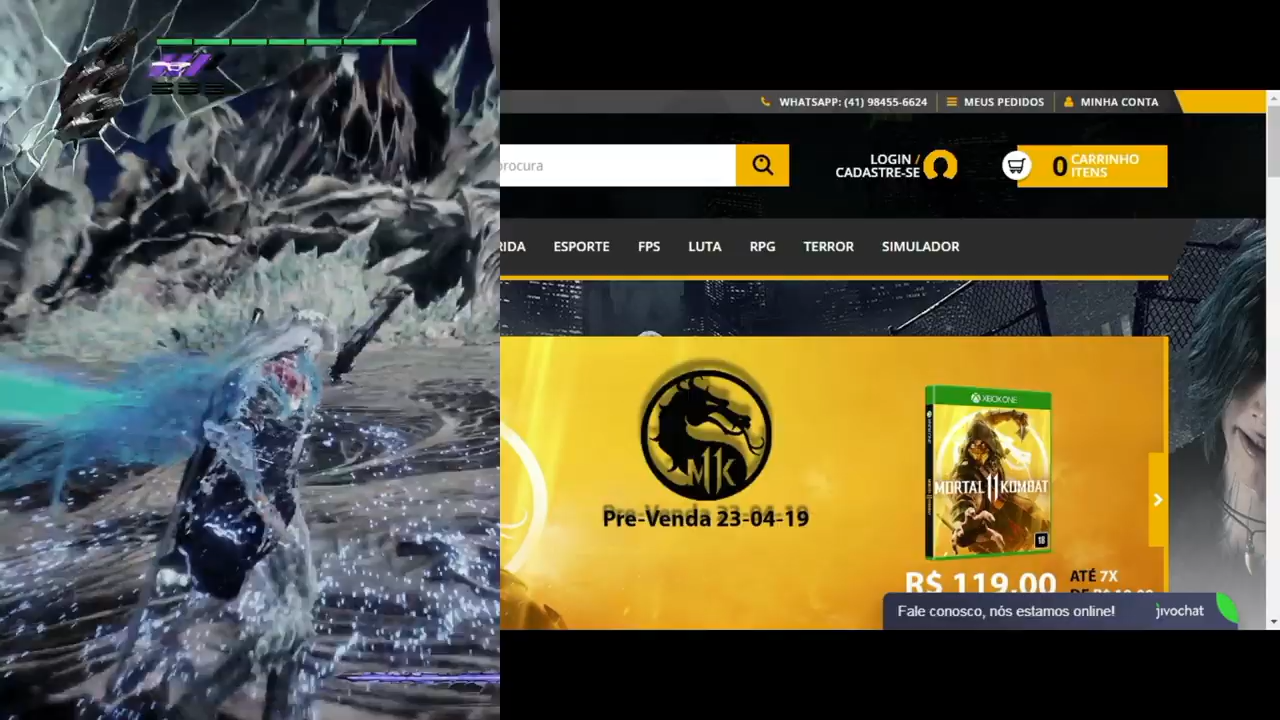 WHATSAPP: (41) 98455-6624
MEUS PEDIDOS
MINHA CONTA
procura
LOGIN /
CADASTRE-SE
0 CARRINHO
ITENS
RIDA ESPORTE FPS LUTA RPG TERROR SIMULADOR
MK
Pre-Venda 23-04-19
XBOX ONE
MORTAL 11 KOMBAT
18
R$ 119,00
ATÉ 7X
Fale conosco, nós estamos online!
jivochat